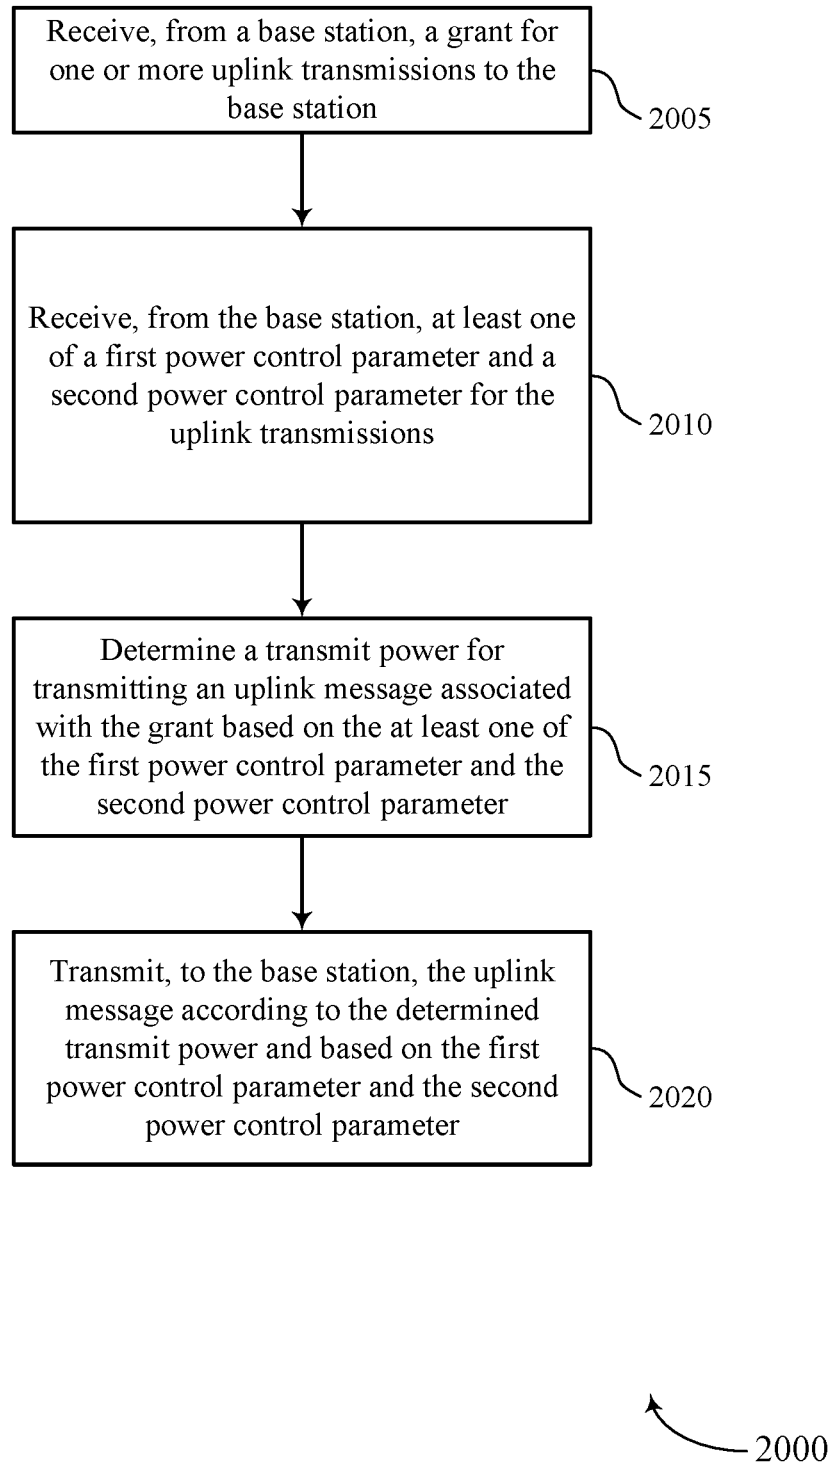 Receive, from a base station, a grant for
one or more uplink transmissions to the
base station
2005
Receive, from the base station, at least one
of a first power control parameter and a
second power control parameter for the
uplink transmissions
2010
Determine a transmit power for
transmitting an uplink message associated
with the grant based on the at least one of
the first power control parameter and the
second power control parameter
2015
Transmit, to the base station, the uplink
message according to the determined
transmit power and based on the first
power control parameter and the second
power control parameter
2020
2000